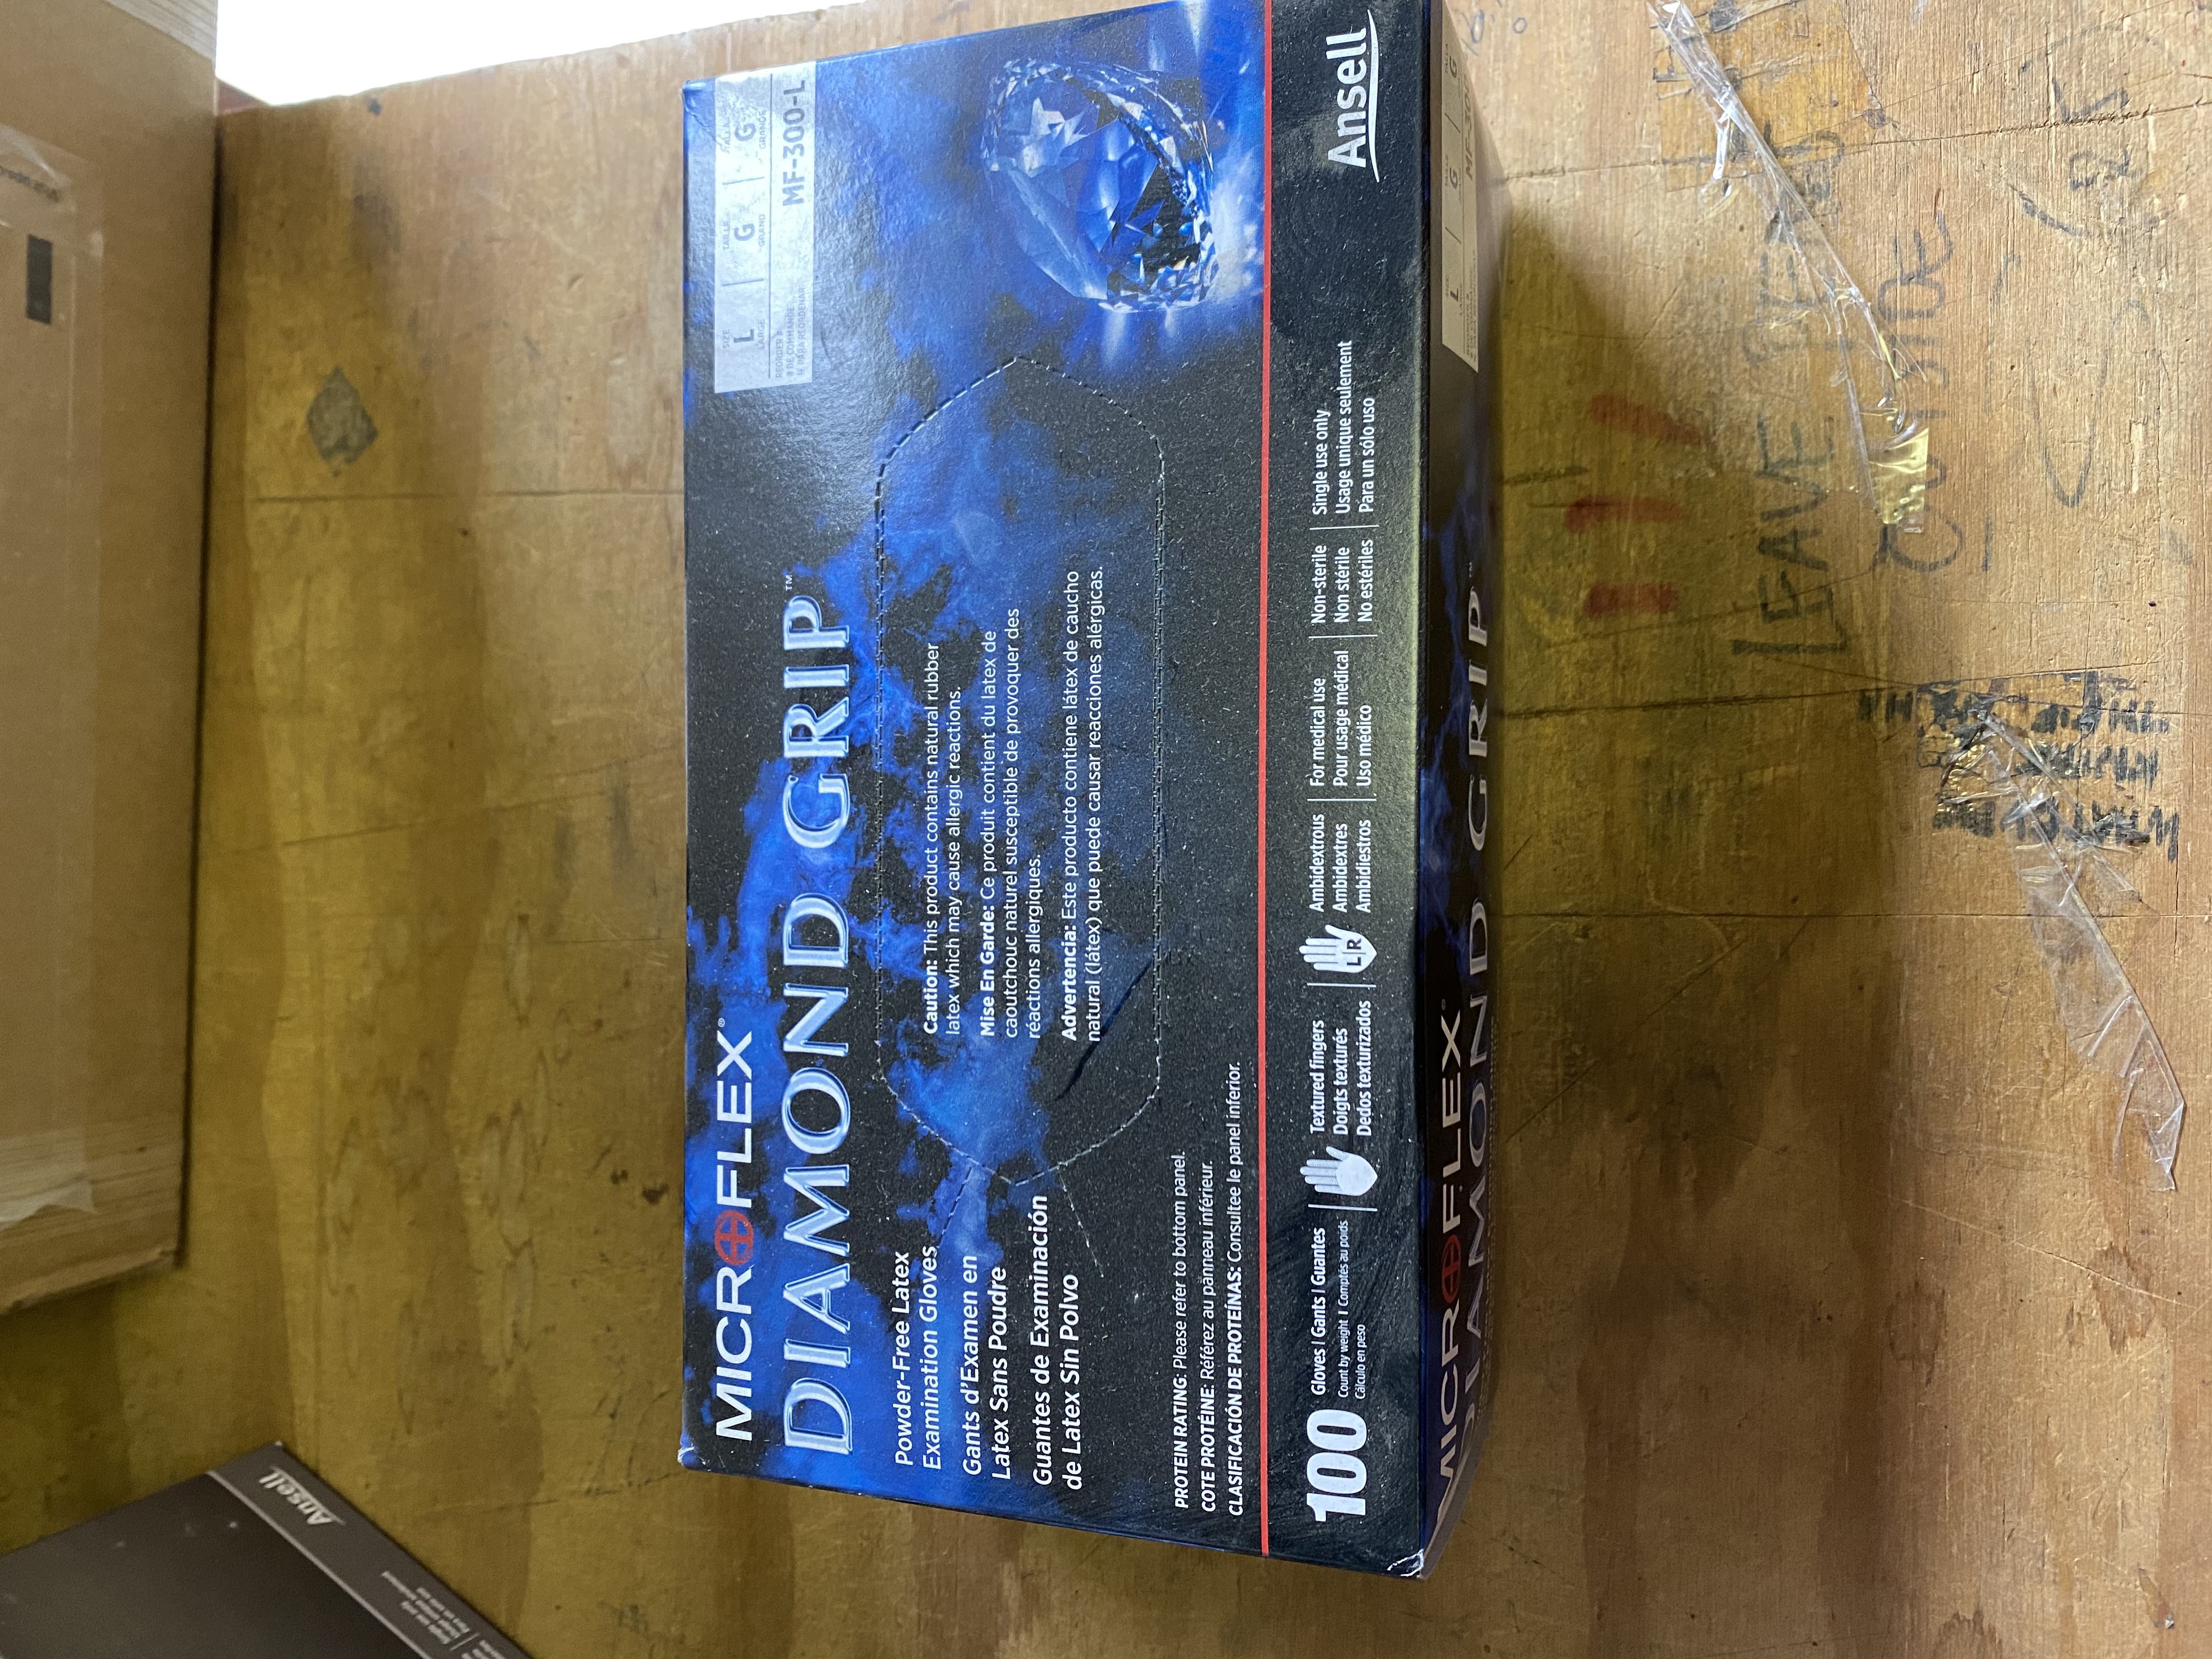 Ansell
Single use only
MICROFLEX®
DIAMOND GRIP™
SIZE
L
LARGE
TAILLE
G
GRAND
TALLA
G
GRANDE
REORDER #
# DE COMMANDE
N. PARA REORDENAR
MF-300-L
Powder-Free Latex
Examination Gloves
Gants d'Examen en
Latex Sans Poudre
Guantes de Examinación
de Latex Sin Polvo
Caution: This product contains natural rubber
latex which may cause allergic reactions.
Mise En Garde: Ce produit contient du latex de
caoutchouc naturel susceptible de provoquer des
réactions allergiques.
Advertencia: Este producto contiene látex de caucho
natural (látex) que puede causar reacciones alérgicas.
PROTEIN RATING: Please refer to bottom panel.
COTE PROTÉINE: Référez au panneau inférieur.
CLASIFICACIÓN DE PROTEÍNAS: Consultee le panel inferior.
100
Gloves | Gants | Guantes
Count by weight | Comptés au poids
Cálculo en peso
Textured fingers
Doigts texturés
Dedos texturizados
L|R
Ambidextrous
Ambidextres
Ambidiestros
For medical use
Pour usage médical
Uso médico
Non-sterile
Non stérile
No estériles
Single use only
Usage unique seulement
Para un sólo uso
Ansell
MICROFLEX®
DIAMOND GRIP™
L
G
G
LEAVE PENS
OUTSIDE